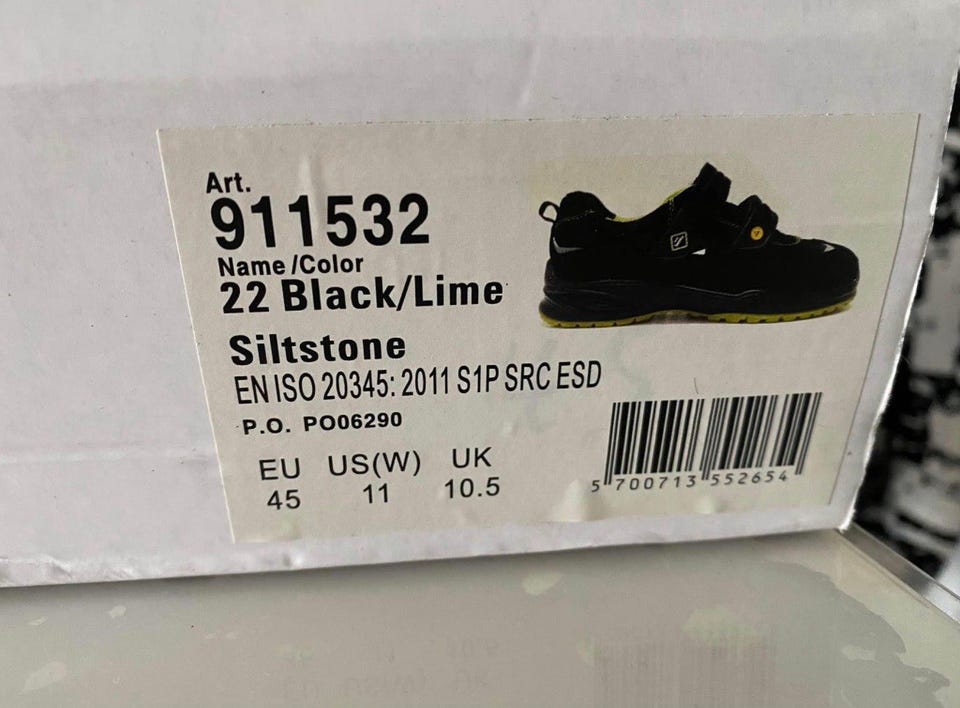 Art.
911532
Name/Color
22 Black/Lime
Siltstone
EN ISO 20345: 2011 S1P SRC ESD
P.O. PO06290
EU US(W) UK
45 11 10.5
5 700713 552654